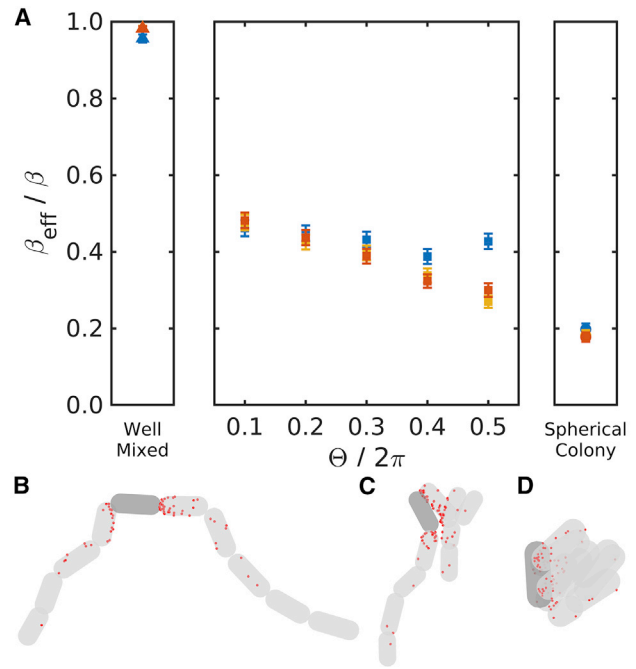 A
1.0
0.8
0.6
0.4
0.2
0.0
β_eff / β
Well
Mixed
0.1 0.2 0.3 0.4 0.5
Θ / 2π
Spherical
Colony
B
C
D